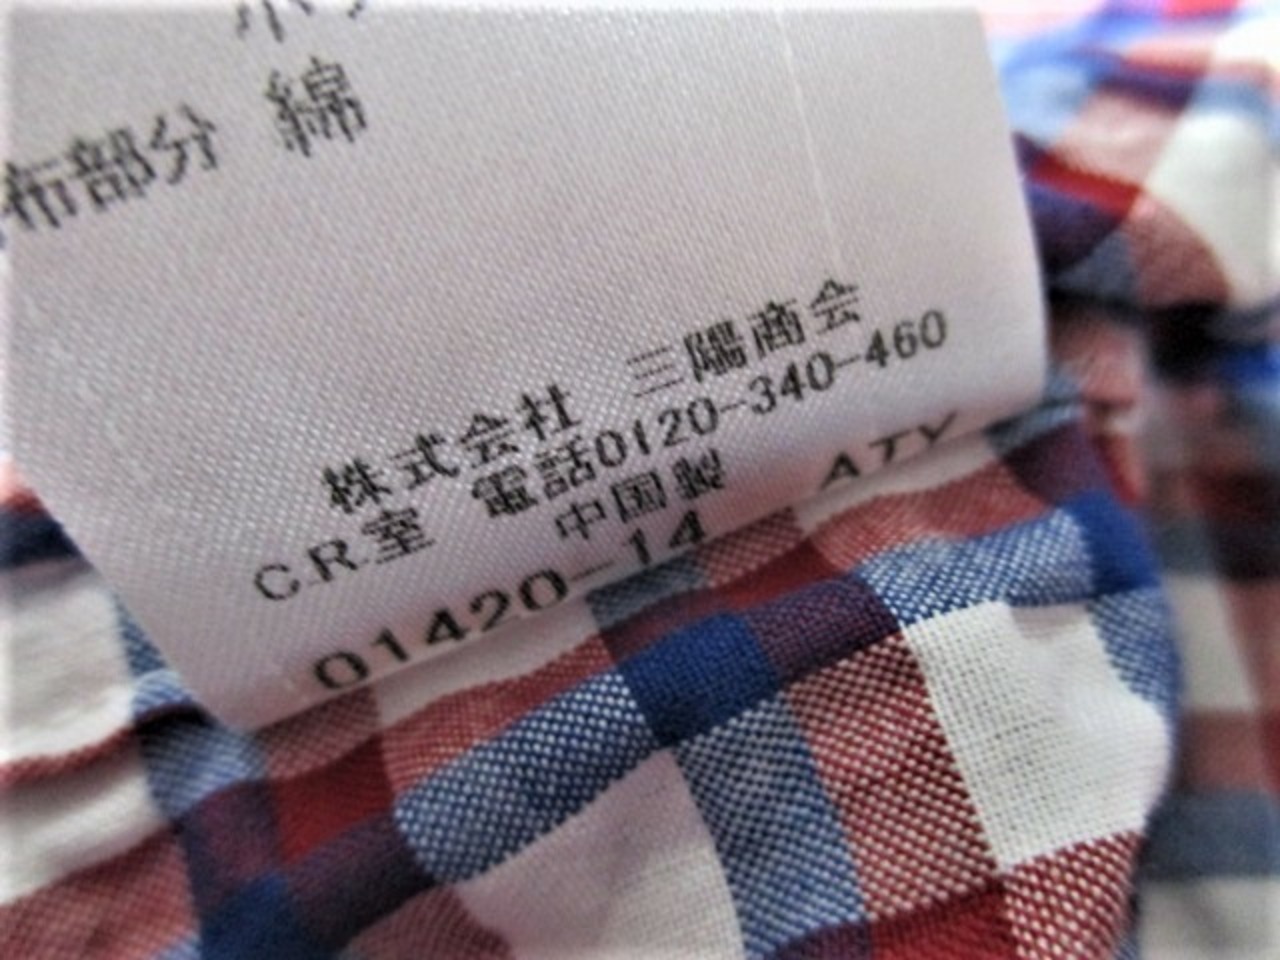 布部分 綿
株式会社 三陽商会
C.R.室 電話0120-340-460
中国製
01420-14 ATY